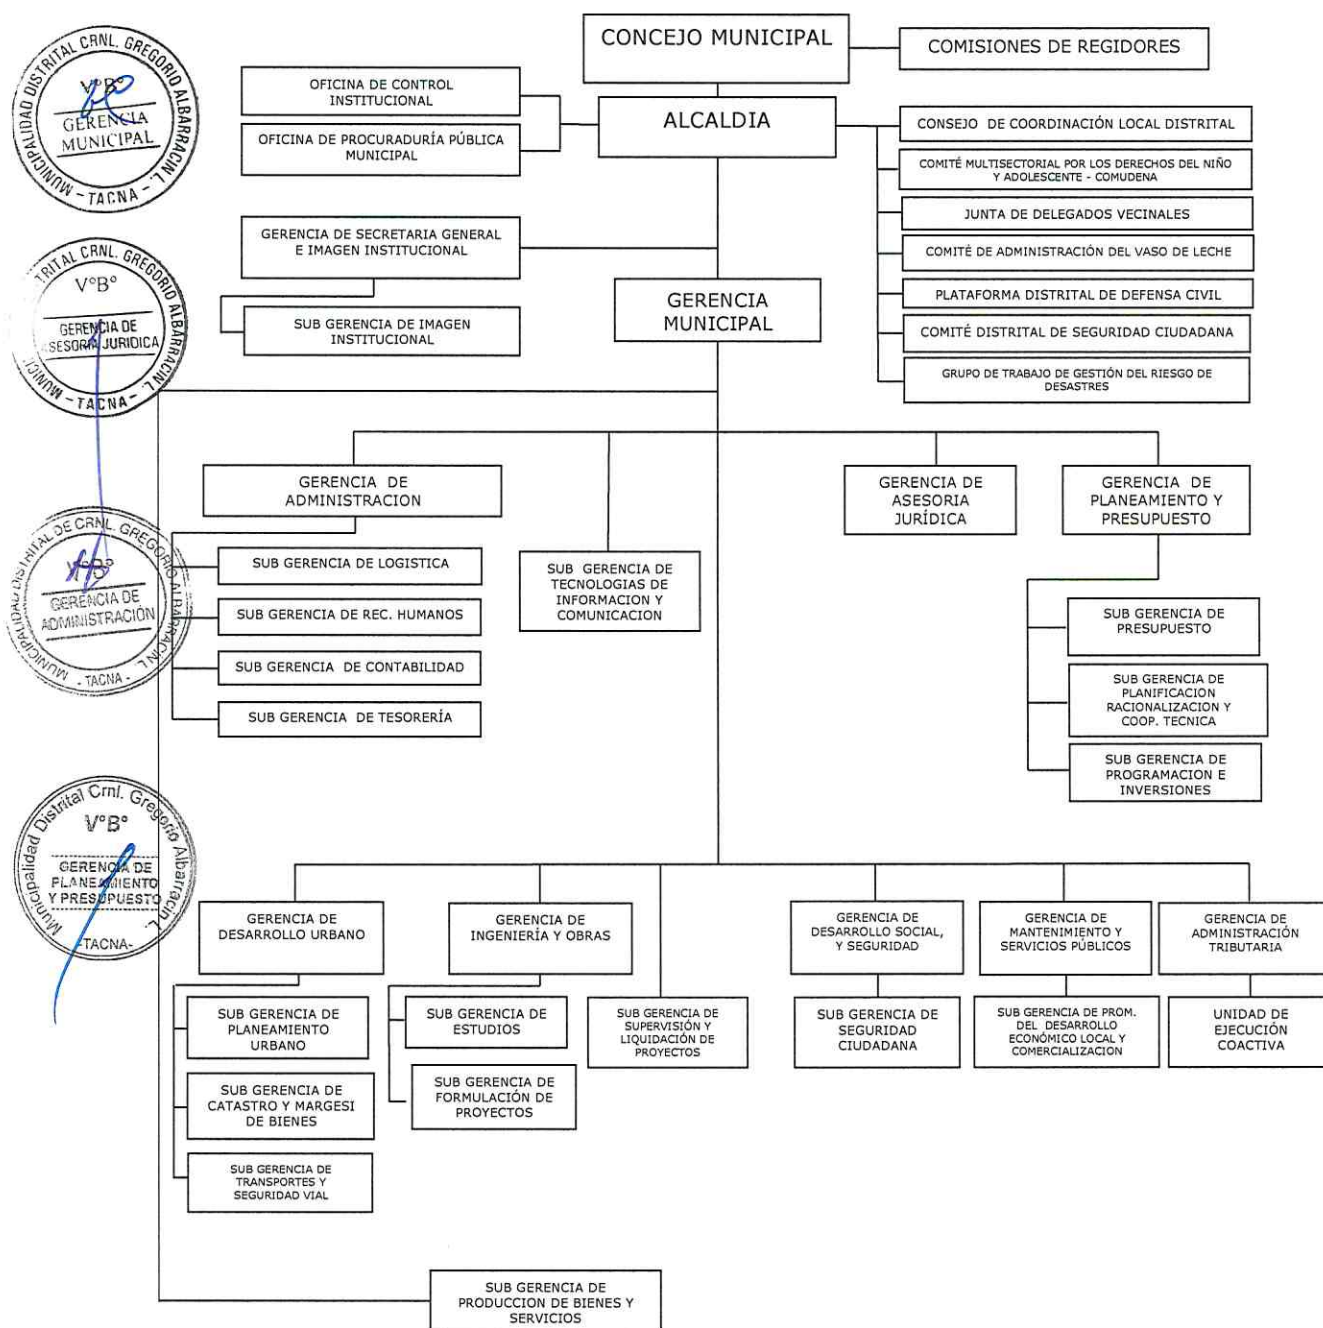 CONCEJO MUNICIPAL
COMISIONES DE REGIDORES
OFICINA DE CONTROL
INSTITUCIONAL
ALCALDIA
OFICINA DE PROCURADURÍA PÚBLICA
MUNICIPAL
CONSEJO DE COORDINACIÓN LOCAL DISTRITAL
COMITÉ MULTISECTORIAL POR LOS DERECHOS DEL NIÑO
Y ADOLESCENTE - COMUDENA
JUNTA DE DELEGADOS VECINALES
COMITÉ DE ADMINISTRACIÓN DEL VASO DE LECHE
PLATAFORMA DISTRITAL DE DEFENSA CIVIL
COMITÉ DISTRITAL DE SEGURIDAD CIUDADANA
GRUPO DE TRABAJO DE GESTIÓN DEL RIESGO DE
DESASTRES
GERENCIA DE SECRETARIA GENERAL
E IMAGEN INSTITUCIONAL
SUB GERENCIA DE IMAGEN
INSTITUCIONAL
GERENCIA
MUNICIPAL
GERENCIA DE
ADMINISTRACION
SUB GERENCIA DE LOGISTICA
SUB GERENCIA DE REC. HUMANOS
SUB GERENCIA DE CONTABILIDAD
SUB GERENCIA DE TESORERÍA
SUB GERENCIA DE
TECNOLOGIAS DE
INFORMACION Y
COMUNICACION
GERENCIA DE
ASESORIA
JURÍDICA
GERENCIA DE
PLANEAMIENTO Y
PRESUPUESTO
SUB GERENCIA DE
PRESUPUESTO
SUB GERENCIA DE
PLANIFICACION
RACIONALIZACION Y
COOP. TECNICA
SUB GERENCIA DE
PROGRAMACION E
INVERSIONES
GERENCIA DE
DESARROLLO URBANO
SUB GERENCIA DE
PLANEAMIENTO
URBANO
SUB GERENCIA DE
CATASTRO Y MARGESI
DE BIENES
SUB GERENCIA DE
TRANSPORTES Y
SEGURIDAD VIAL
GERENCIA DE
INGENIERÍA Y OBRAS
SUB GERENCIA DE
ESTUDIOS
SUB GERENCIA DE
FORMULACIÓN DE
PROYECTOS
SUB GERENCIA DE
SUPERVISIÓN Y
LIQUIDACIÓN DE
PROYECTOS
GERENCIA DE
DESARROLLO SOCIAL,
Y SEGURIDAD
SUB GERENCIA DE
SEGURIDAD
CIUDADANA
GERENCIA DE
MANTENIMIENTO Y
SERVICIOS PÚBLICOS
SUB GERENCIA DE PROM.
DEL DESARROLLO
ECONÓMICO LOCAL Y
COMERCIALIZACION
GERENCIA DE
ADMINISTRACIÓN
TRIBUTARIA
UNIDAD DE
EJECUCIÓN
COACTIVA
SUB GERENCIA DE
PRODUCCION DE BIENES Y
SERVICIOS
MUNICIPALIDAD DISTRITAL CRNL. GREGORIO ALBARRACIN L.
V°B°
GERENCIA
MUNICIPAL
- TACNA -
CRNL. GREGORIO ALBARRACIN L.
V°B°
GERENCIA DE
ASESORIA JURIDICA
- TACNA -
MUNICIPALIDAD DISTRITAL DE CRNL. GREGORIO ALBARRACIN L.
V°B°
GERENCIA DE
ADMINISTRACIÓN
- TACNA -
Municipalidad Distrital Crnl. Gregorio Albarracin L.
V°B°
GERENCIA DE
PLANEAMIENTO
Y PRESUPUESTO
-TACNA-